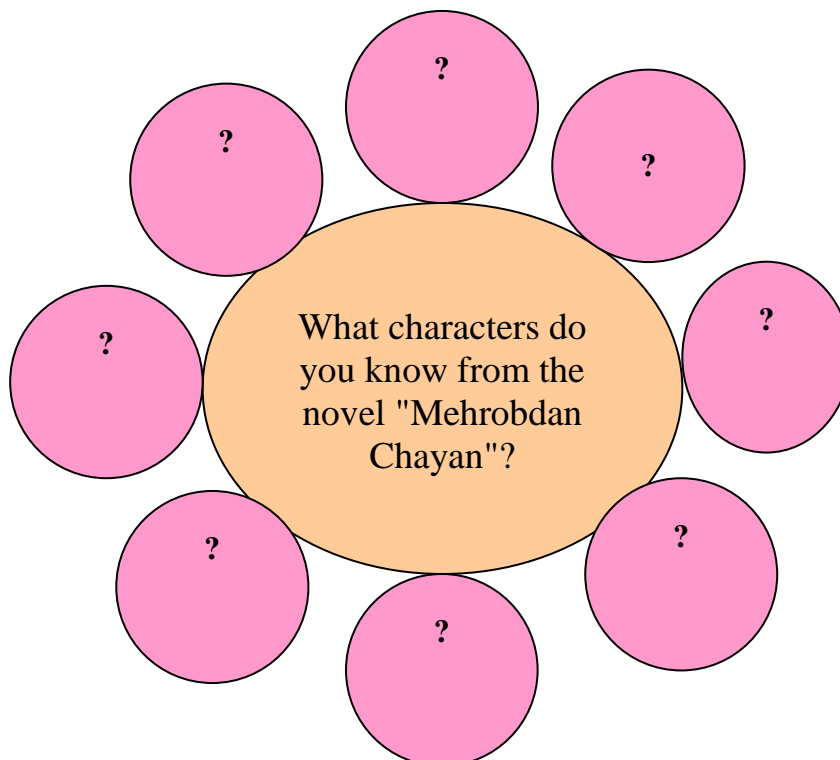 ?
?
?
?
?
What characters do
you know from the
novel "Mehrobdan
Chayan"?
?
?
?